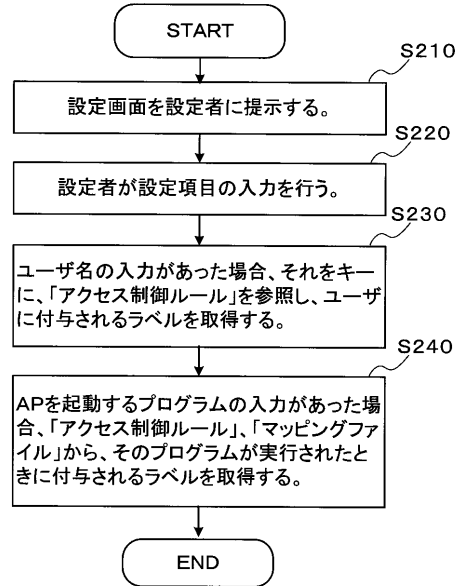 START
S210
設定画面を設定者に提示する。
S220
設定者が設定項目の入力を行う。
S230
ユーザ名の入力があった場合、それをキー
に、「アクセス制御ルール」を参照し、ユーザ
に付与されるラベルを取得する。
S240
APを起動するプログラムの入力があった場
合、「アクセス制御ルール」、「マッピングファ
イル」から、そのプログラムが実行されたと
きに付与されるラベルを取得する。
END